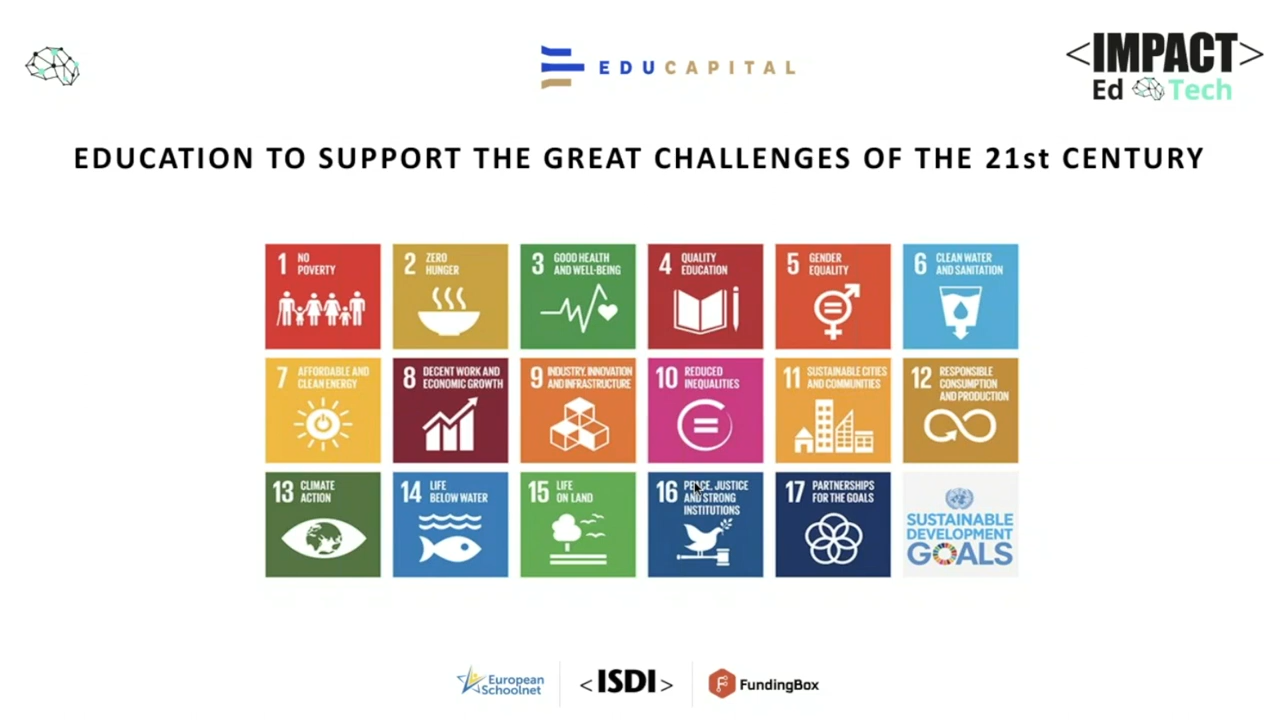 EDUCAPITAL
<IMPACT>
Ed Tech
EDUCATION TO SUPPORT THE GREAT CHALLENGES OF THE 21st CENTURY
1 NO
POVERTY
2 ZERO
HUNGER
3 GOOD HEALTH
AND WELL-BEING
4 QUALITY
EDUCATION
5 GENDER
EQUALITY
6 CLEAN WATER
AND SANITATION
7 AFFORDABLE AND
CLEAN ENERGY
8 DECENT WORK AND
ECONOMIC GROWTH
9 INDUSTRY, INNOVATION
AND INFRASTRUCTURE
10 REDUCED
INEQUALITIES
11 SUSTAINABLE CITIES
AND COMMUNITIES
12 RESPONSIBLE
CONSUMPTION
AND PRODUCTION
13 CLIMATE
ACTION
14 LIFE
BELOW WATER
15 LIFE
ON LAND
16 PEACE, JUSTICE
AND STRONG
INSTITUTIONS
17 PARTNERSHIPS
FOR THE GOALS
SUSTAINABLE
DEVELOPMENT
GOALS
European
Schoolnet
<ISDI>
FundingBox